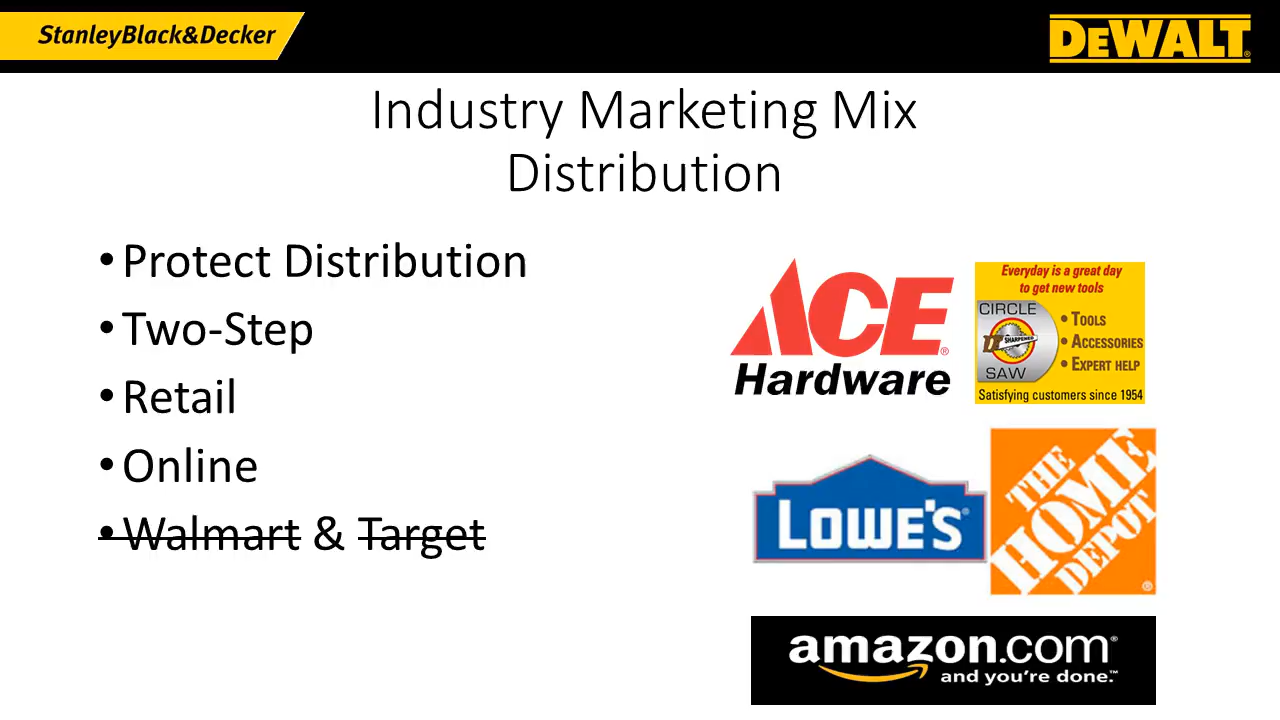 StanleyBlack&Decker
DEWALT®
Industry Marketing Mix
Distribution
• Protect Distribution
• Two-Step
• Retail
• Online
• Walmart & Target
ACE®
Hardware
Everyday is a great day
to get new tools
CIRCLE
SHARPENER
SAW
• TOOLS
• ACCESSORIES
• EXPERT HELP
Satisfying customers since 1954
LOWE'S®
THE
HOME
DEPOT®
amazon.com®
and you're done.™